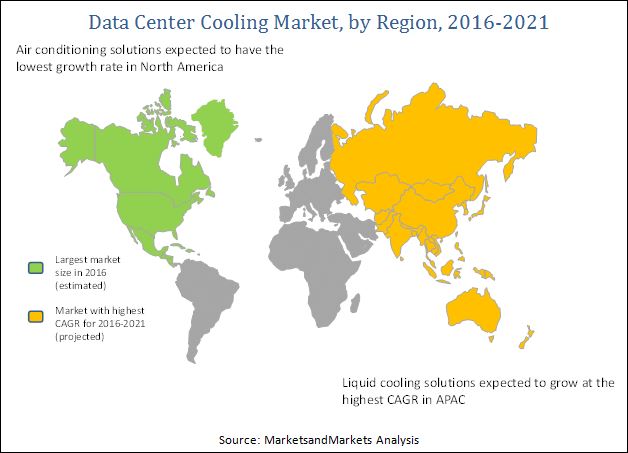 Data Center Cooling Market, by Region, 2016-2021
Air conditioning solutions expected to have the
lowest growth rate in North America
Largest market
size in 2016
(estimated)
Market with highest
CAGR for 2016-2021
(projected)
Liquid cooling solutions expected to grow at the
highest CAGR in APAC
Source: MarketsandMarkets Analysis